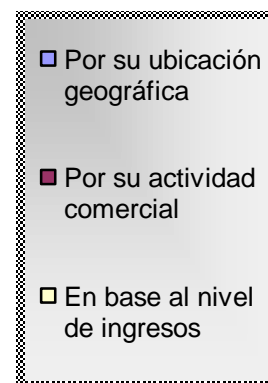 Por su ubicación
geográfica
Por su actividad
comercial
En base al nivel
de ingresos